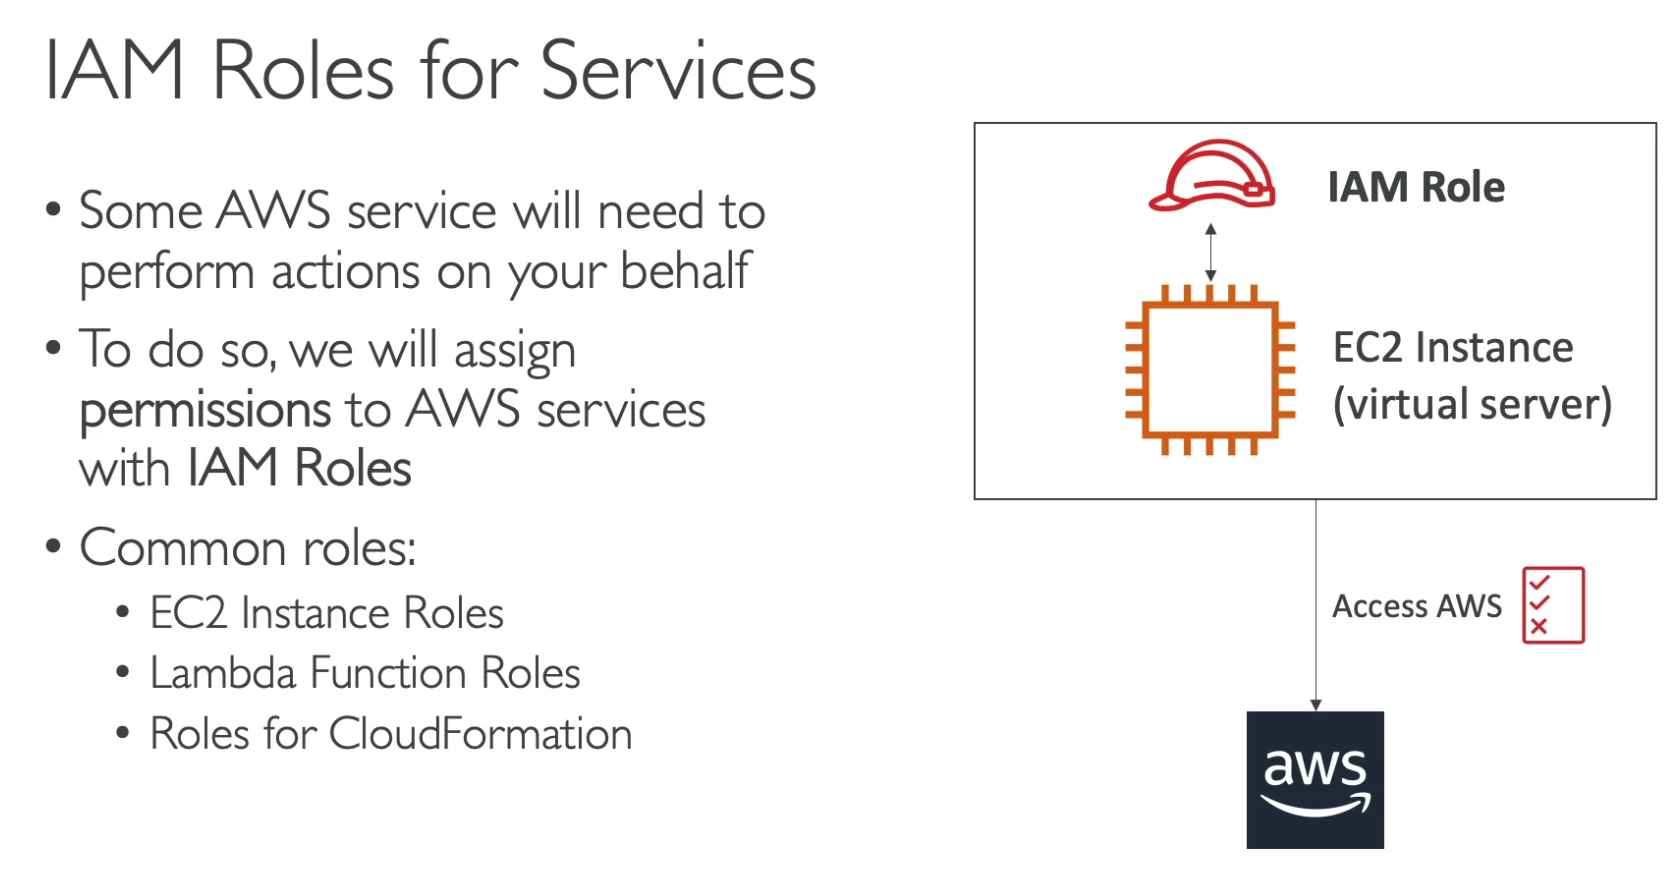 IAM Roles for Services
• Some AWS service will need to
perform actions on your behalf
• To do so, we will assign
permissions to AWS services
with IAM Roles
• Common roles:
• EC2 Instance Roles
• Lambda Function Roles
• Roles for CloudFormation
IAM Role
EC2 Instance
(virtual server)
Access AWS
aws